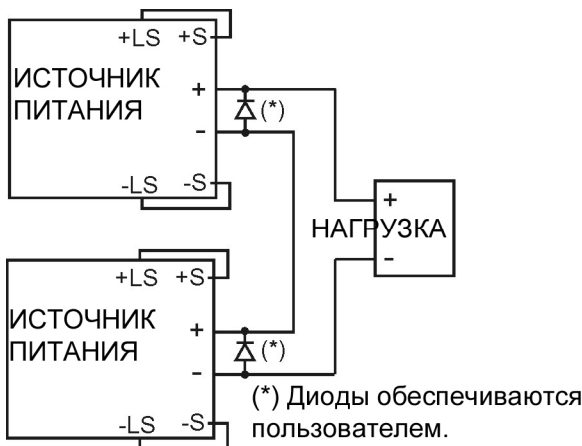 +LS +S
ИСТОЧНИК
ПИТАНИЯ
+
(*)
-
-LS -S
+
НАГРУЗКА
-
+LS +S
ИСТОЧНИК
ПИТАНИЯ
+
(*)
-
-LS -S
(*) Диоды обеспечиваются
пользователем.